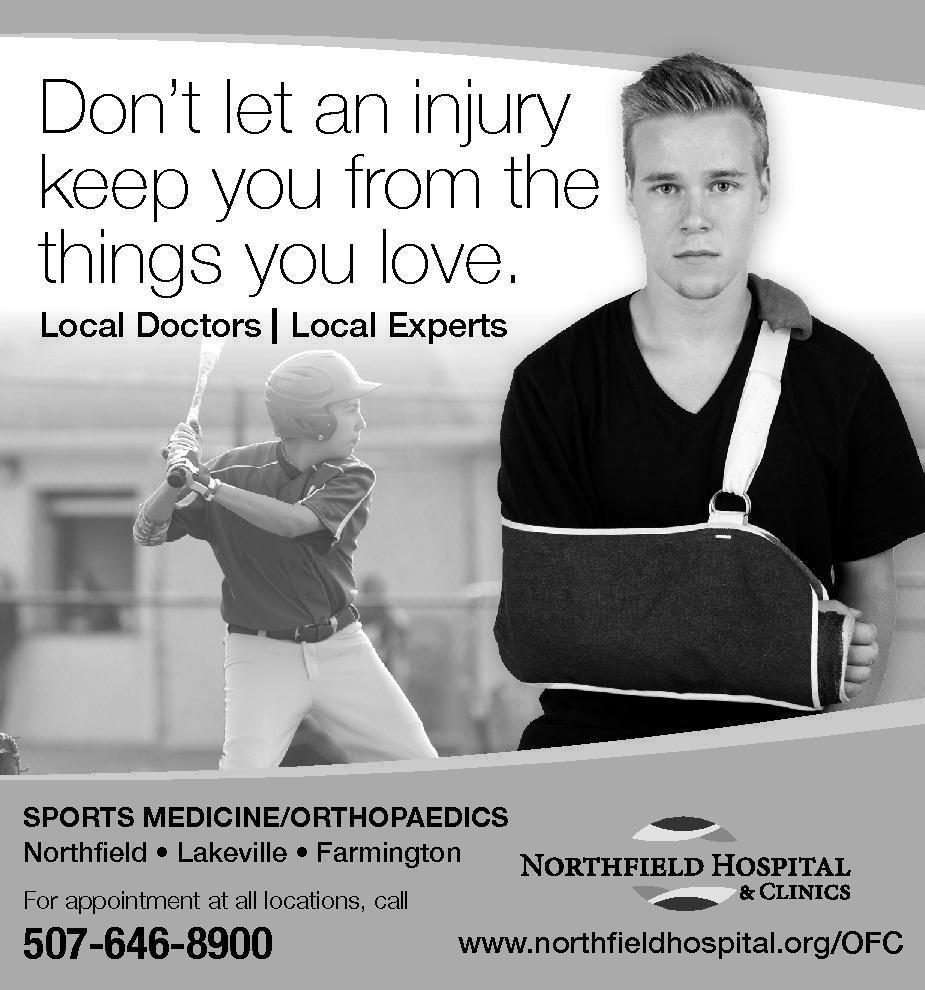 Don't let an injury
keep you from the
things you love.
Local Doctors | Local Experts
SPORTS MEDICINE/ORTHOPAEDICS
Northfield • Lakeville • Farmington
For appointment at all locations, call
507-646-8900
NORTHFIELD HOSPITAL
& CLINICS
www.northfieldhospital.org/OFC